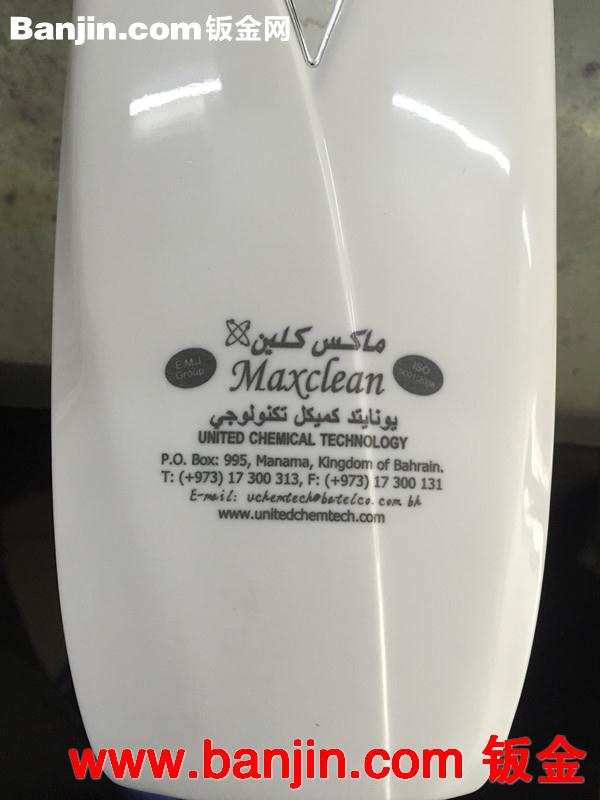 Banjin.com钣金网
ماكس كلين
E.M.J Group
Maxclean
ISO 9001:2008
يونايتد كميكل تكنولوجي
UNITED CHEMICAL TECHNOLOGY
P.O. Box: 995, Manama, Kingdom of Bahrain.
T: (+973) 17 300 313, F: (+973) 17 300 131
E-mail: uchemtech@batelco.com.bh
www.unitedchemtech.com
www.banjin.com 钣金